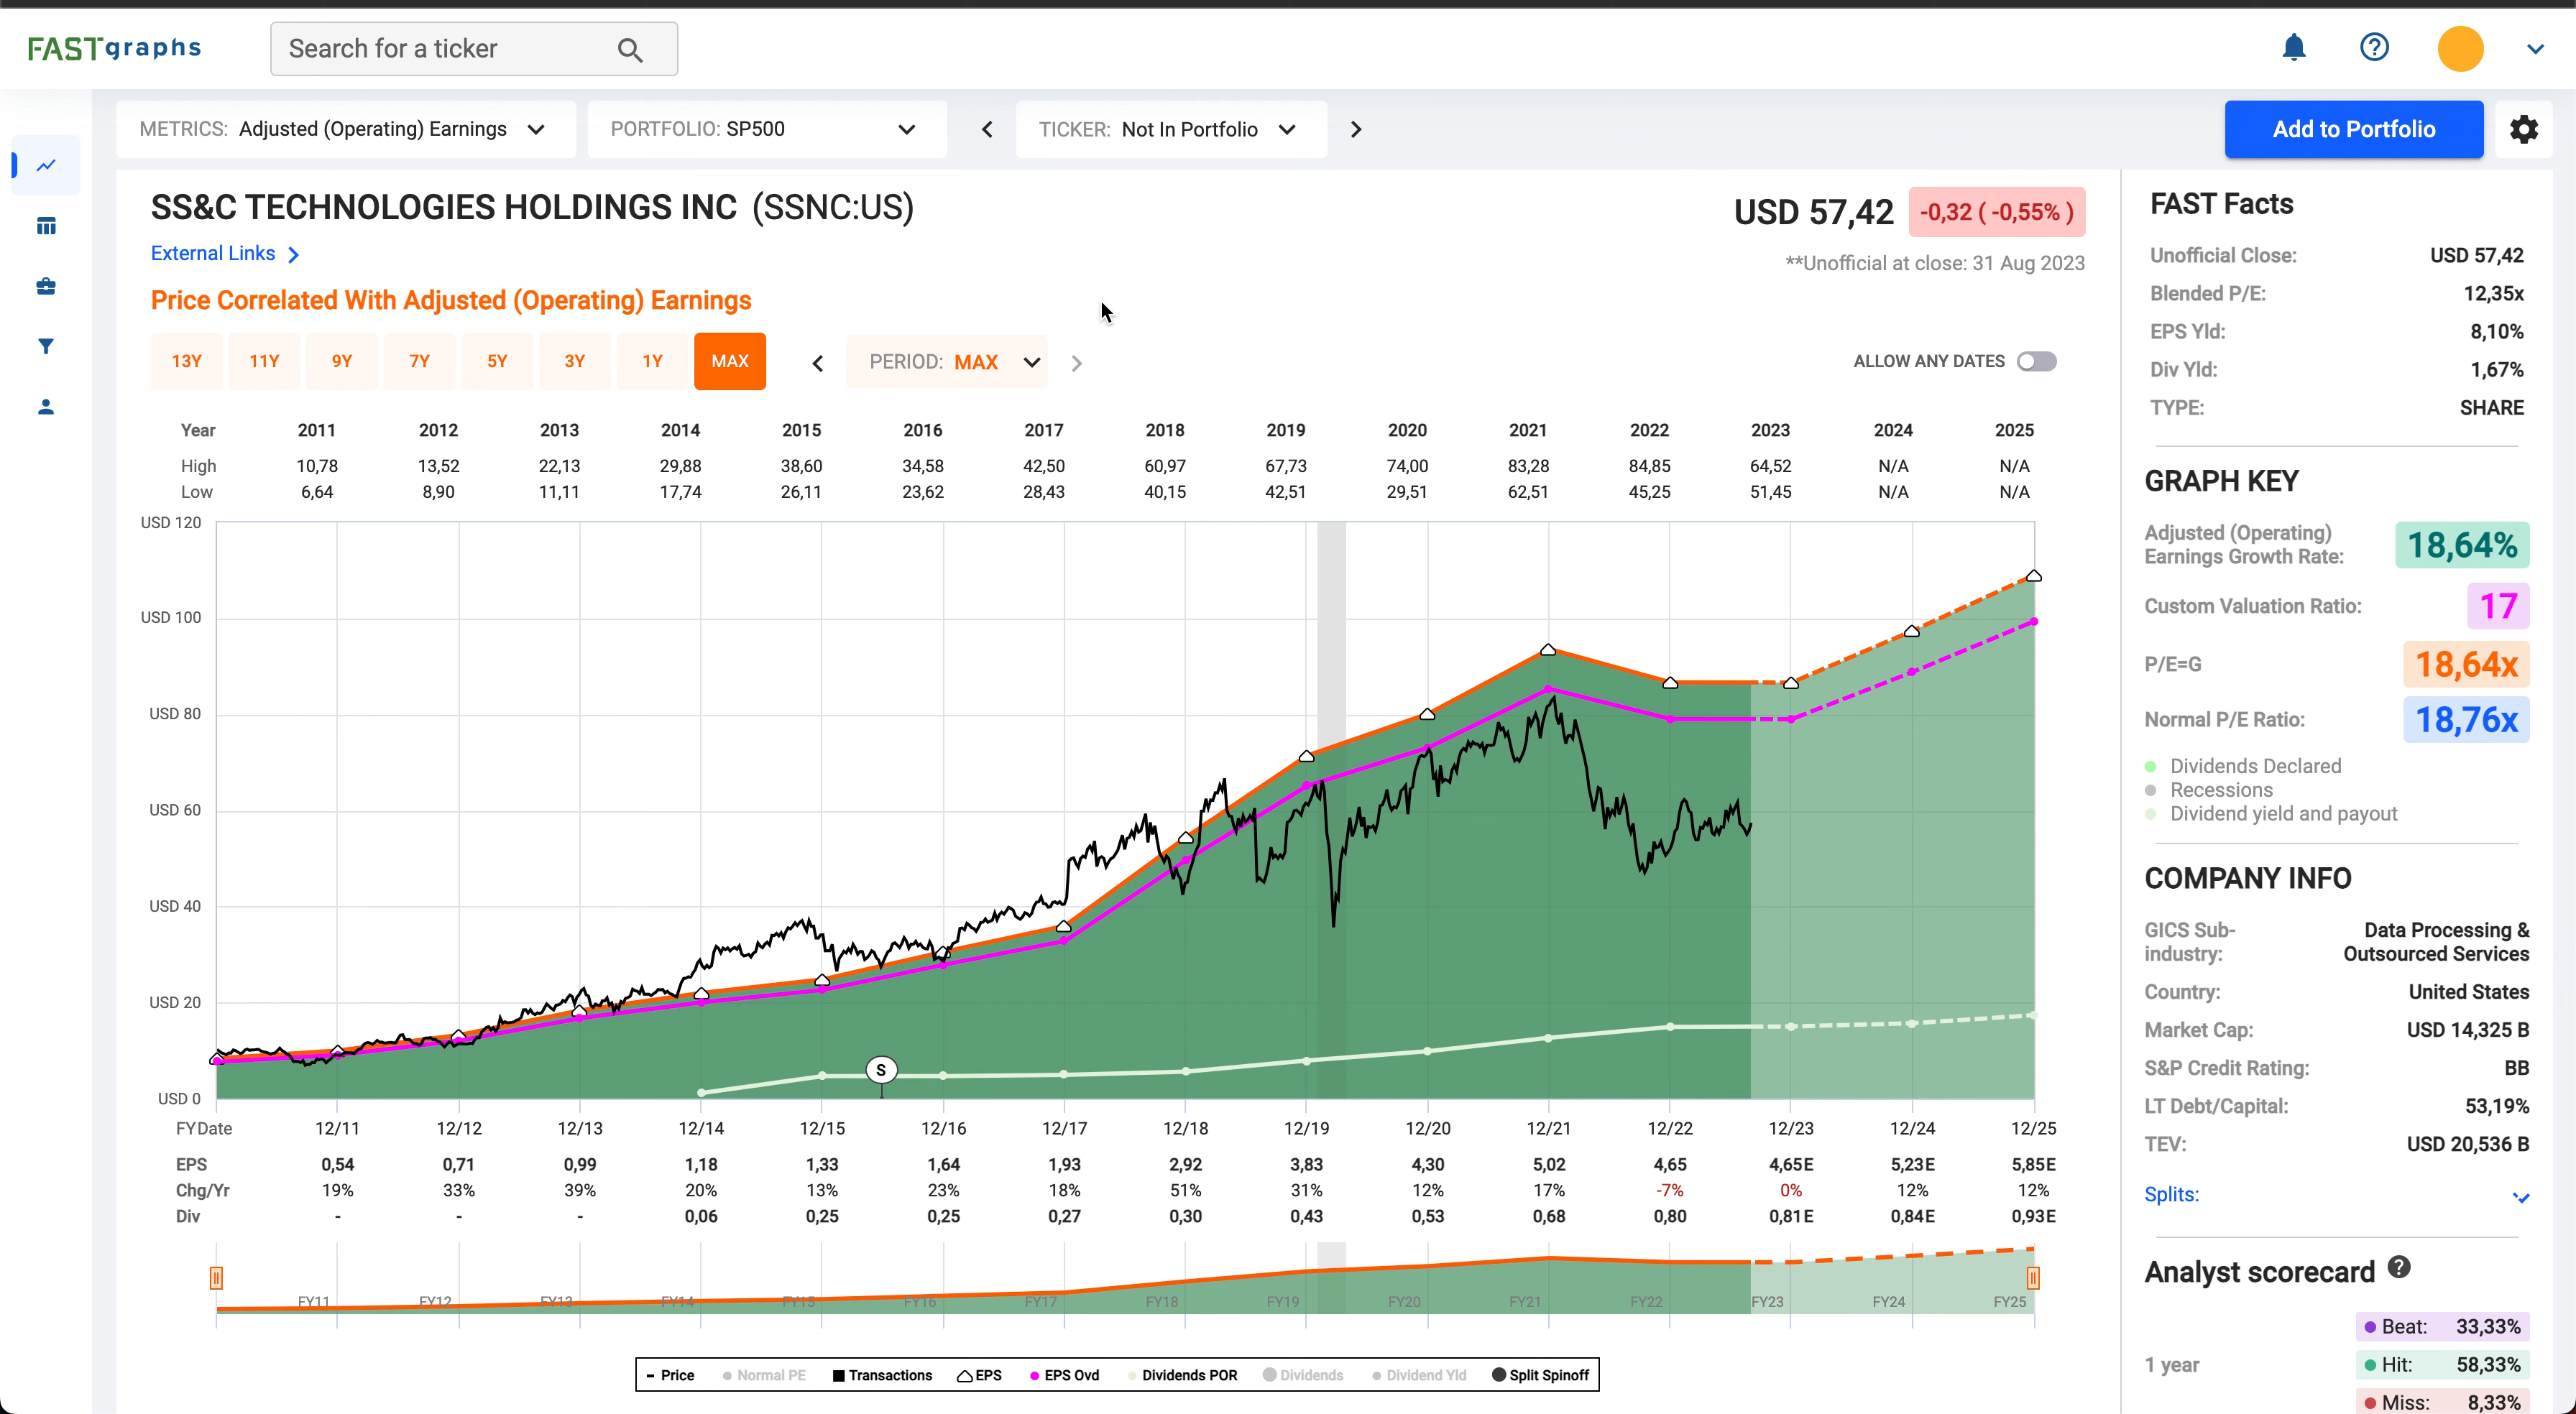 FASTgraphs
Search for a ticker
METRICS: Adjusted (Operating) Earnings
PORTFOLIO: SP500
TICKER: Not In Portfolio
Add to Portfolio
SS&C TECHNOLOGIES HOLDINGS INC (SSNC:US)
USD 57,42 -0,32 ( -0,55% )
External Links
**Unofficial at close: 31 Aug 2023
Price Correlated With Adjusted (Operating) Earnings
13Y 11Y 9Y 7Y 5Y 3Y 1Y MAX PERIOD: MAX ALLOW ANY DATES
Year 2011 2012 2013 2014 2015 2016 2017 2018 2019 2020 2021 2022 2023 2024 2025
High 10,78 13,52 22,13 29,88 38,60 34,58 42,50 60,97 67,73 74,00 83,28 84,85 64,52 N/A N/A
Low 6,64 8,90 11,11 17,74 26,11 23,62 28,43 40,15 42,51 29,51 62,51 45,25 51,45 N/A N/A
USD 120
USD 100
USD 80
USD 60
USD 40
USD 20
USD 0
S
FYDate 12/11 12/12 12/13 12/14 12/15 12/16 12/17 12/18 12/19 12/20 12/21 12/22 12/23 12/24 12/25
EPS 0,54 0,71 0,99 1,18 1,33 1,64 1,93 2,92 3,83 4,30 5,02 4,65 4,65E 5,23E 5,85E
Chg/Yr 19% 33% 39% 20% 13% 23% 18% 51% 31% 12% 17% -7% 0% 12% 12%
Div - - - 0,06 0,25 0,25 0,27 0,30 0,43 0,53 0,68 0,80 0,81E 0,84E 0,93E
FY11 FY12 FY13 FY14 FY15 FY16 FY17 FY18 FY19 FY20 FY21 FY22 FY23 FY24 FY25
Price Normal PE Transactions EPS EPS Ovd Dividends POR Dividends Dividend Yld Split Spinoff
FAST Facts
Unofficial Close: USD 57,42
Blended P/E: 12,35x
EPS Yld: 8,10%
Div Yld: 1,67%
TYPE: SHARE
GRAPH KEY
Adjusted (Operating)
Earnings Growth Rate: 18,64%
Custom Valuation Ratio: 17
P/E=G 18,64x
Normal P/E Ratio: 18,76x
Dividends Declared
Recessions
Dividend yield and payout
COMPANY INFO
GICS Sub- Data Processing &
industry: Outsourced Services
Country: United States
Market Cap: USD 14,325 B
S&P Credit Rating: BB
LT Debt/Capital: 53,19%
TEV: USD 20,536 B
Splits:
Analyst scorecard
Beat: 33,33%
1 year Hit: 58,33%
Miss: 8,33%